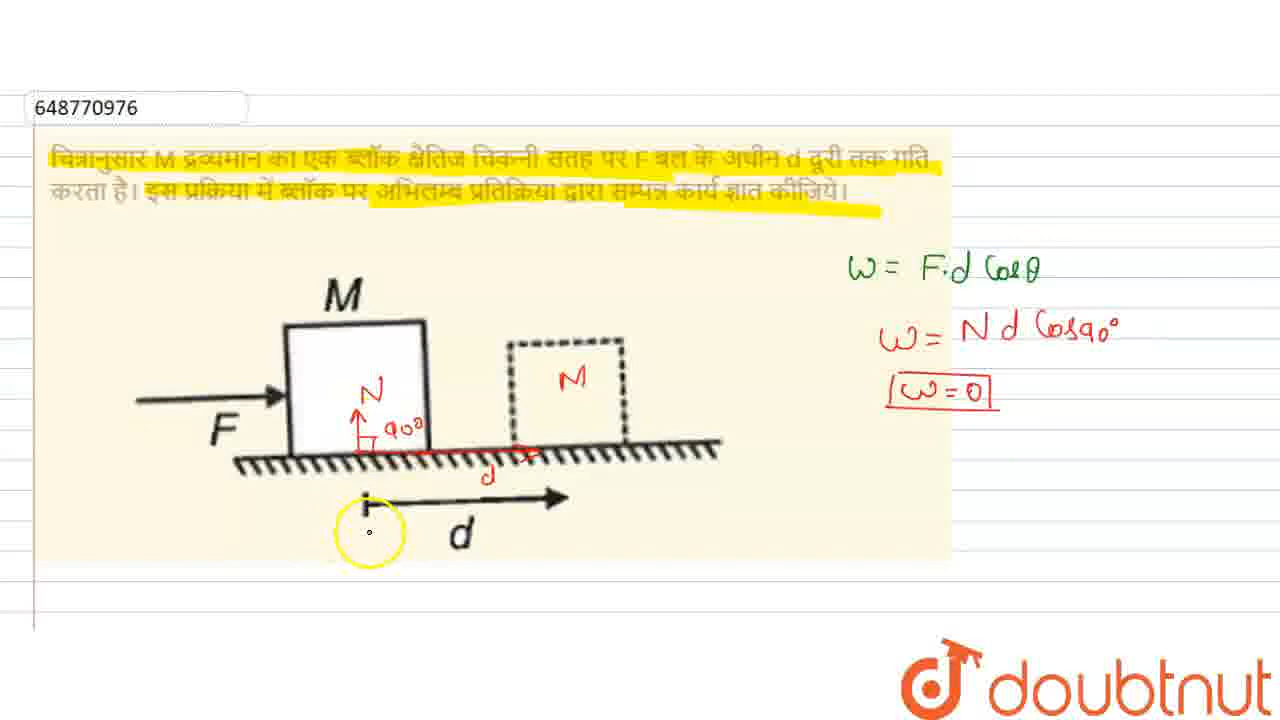 648770976
चित्रानुसार M द्रव्यमान का एक ब्लॉक क्षैतिज चिकनी सतह पर F बल के अधीन d दूरी तक गति
करता है। इस प्रक्रिया में ब्लॉक पर अभिलम्ब प्रतिक्रिया द्वारा सम्पन्न कार्य ज्ञात कीजिये।
W = F.d Cosθ
M
W = N d Cos90°
M
N
W = 0
F
90°
d
d
doubtnut